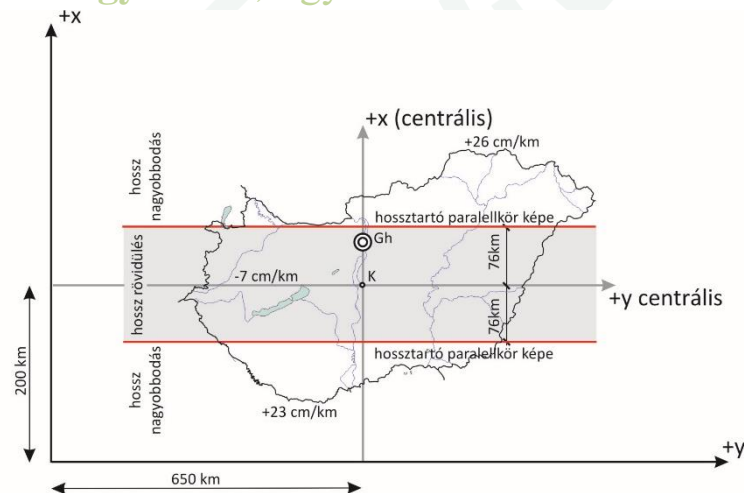 +x
hossz
nagyobbodás
hossz rövidülés
hossz
nagyobbodás
+x (centrális)
+26 cm/km
hossztartó paralellkör képe
Gh
76km
-7 cm/km
K
+y centrális
76km
hossztartó paralellkör képe
+23 cm/km
200 km
+y
650 km